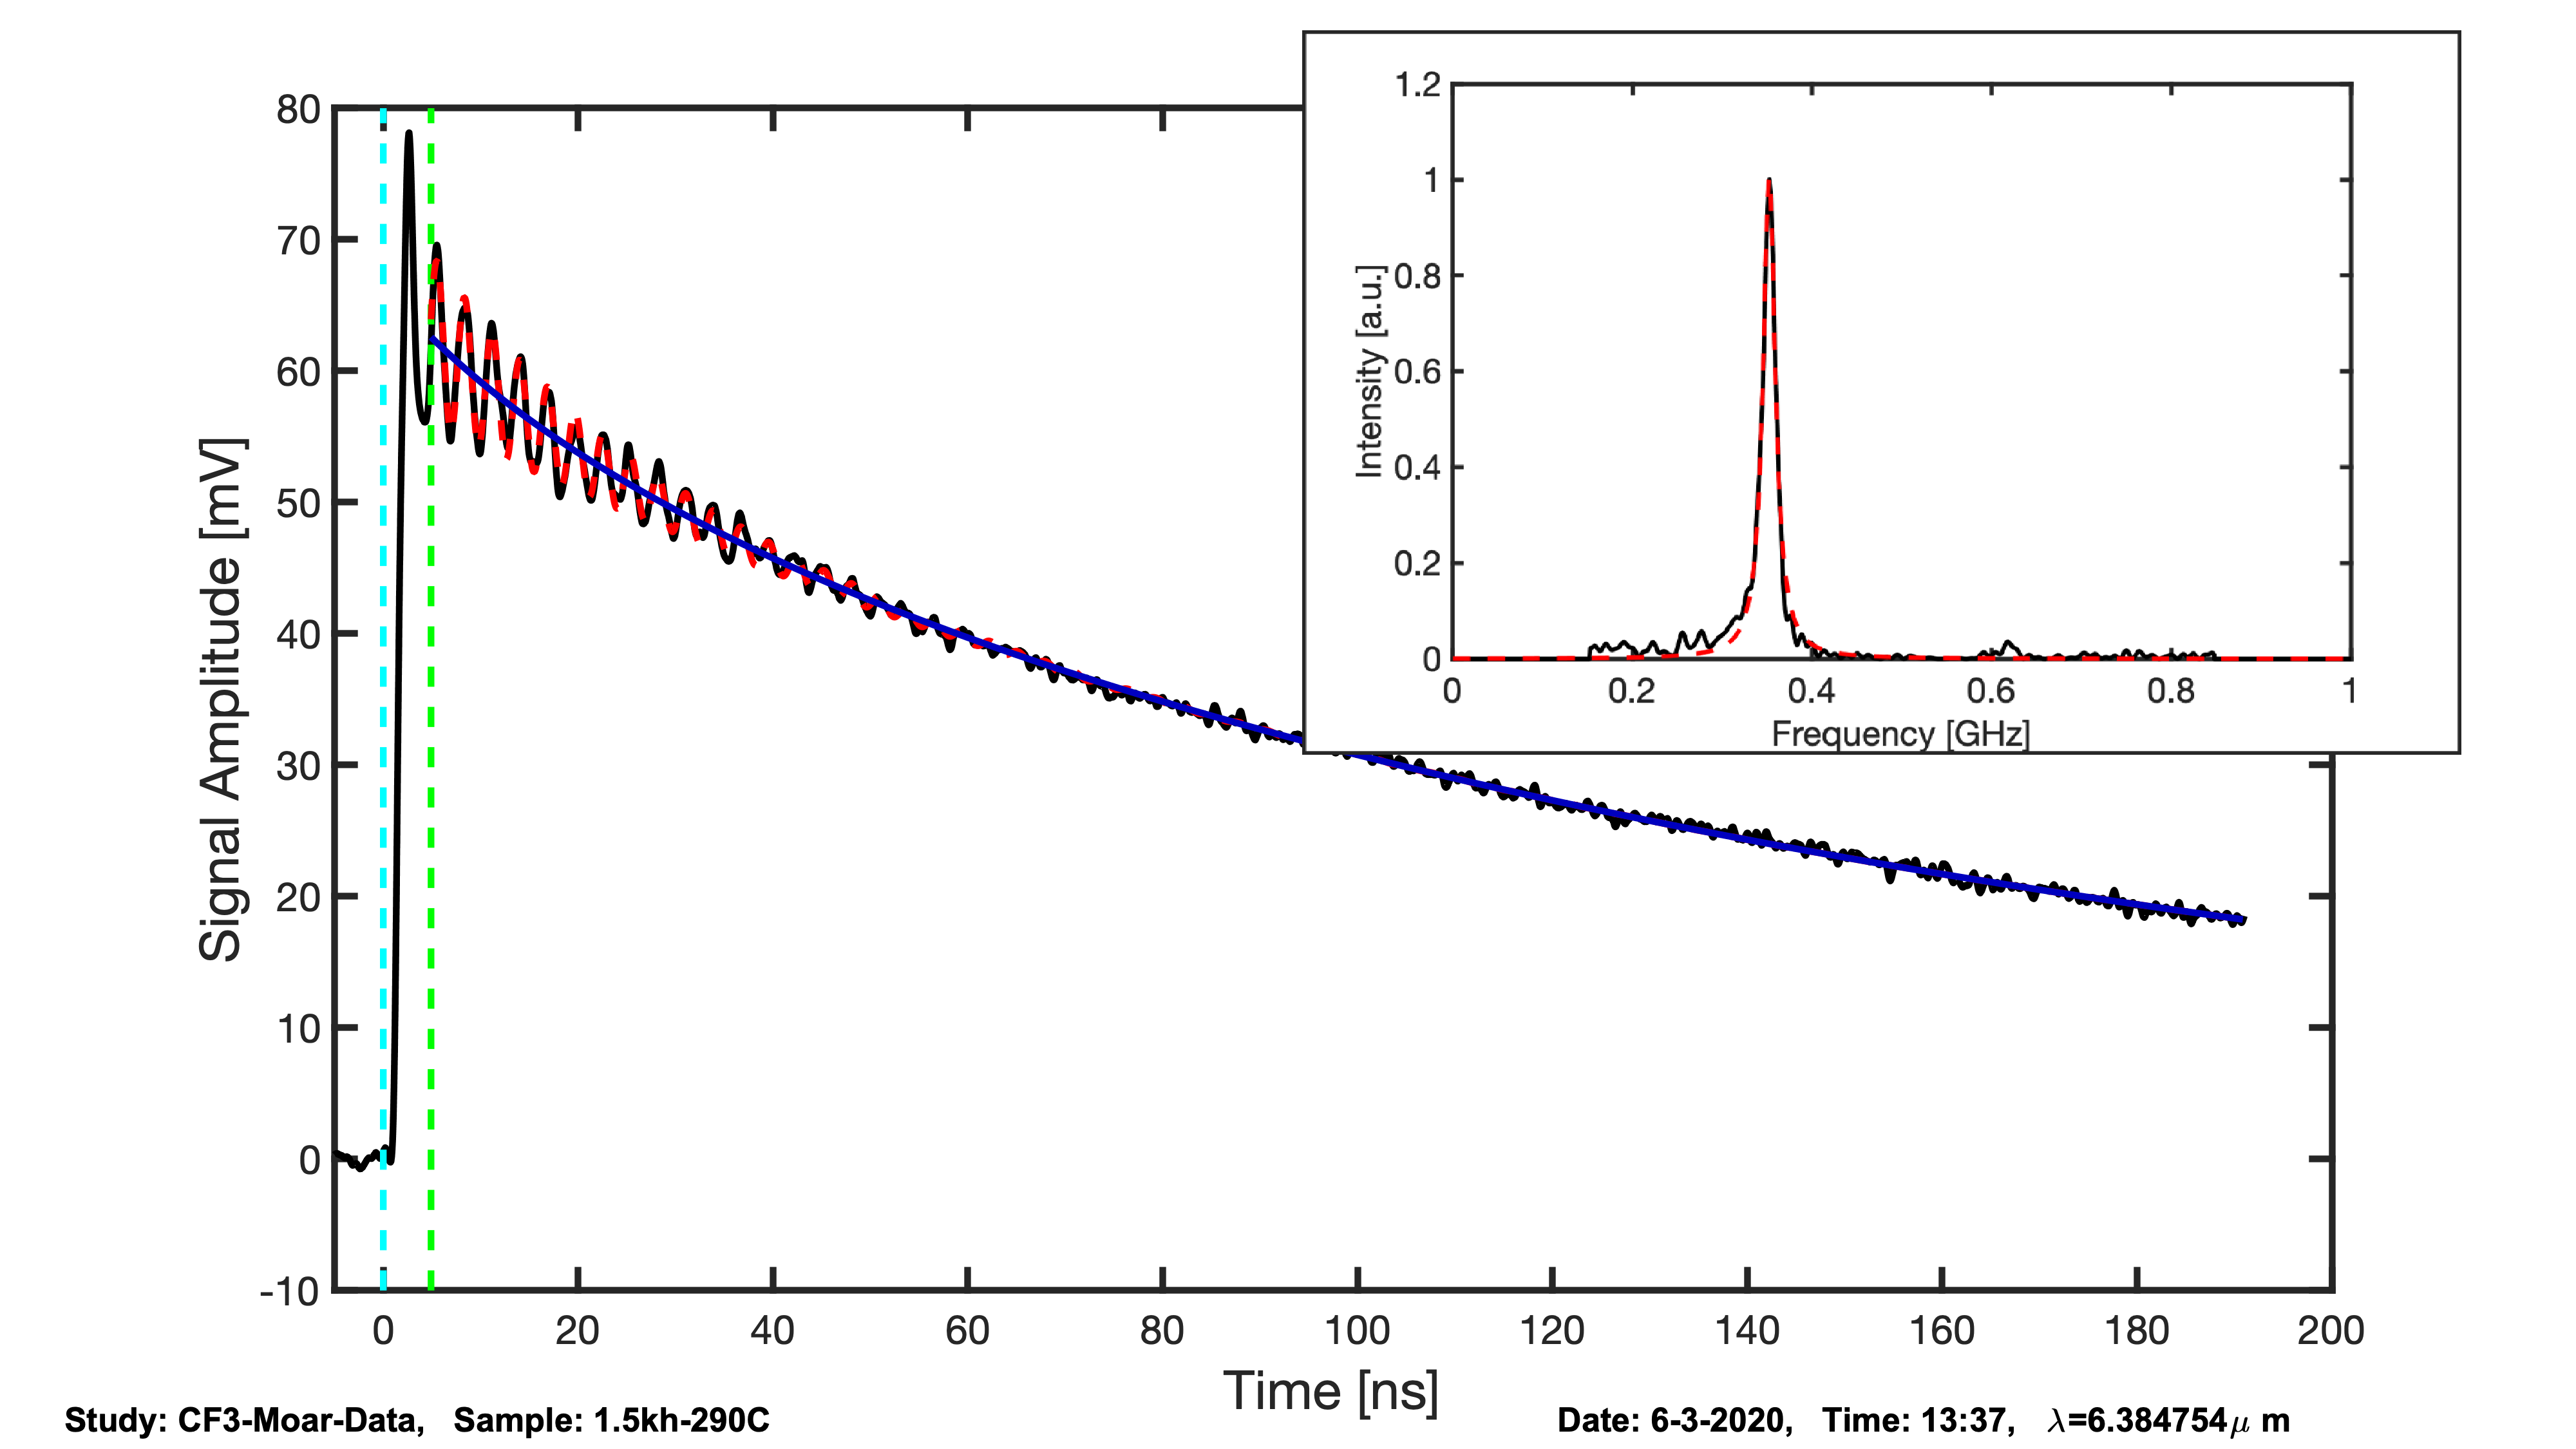 80
70
60
50
40
30
20
10
0
-10
Signal Amplitude [mV]
0 20 40 60 80 100 120 140 160 180 200
Time [ns]
1.2
1
0.8
0.6
0.4
0.2
0
Intensity [a.u.]
0 0.2 0.4 0.6 0.8 1
Frequency [GHz]
Study: CF3-Moar-Data, Sample: 1.5kh-290C
Date: 6-3-2020, Time: 13:37, λ=6.384754μ m